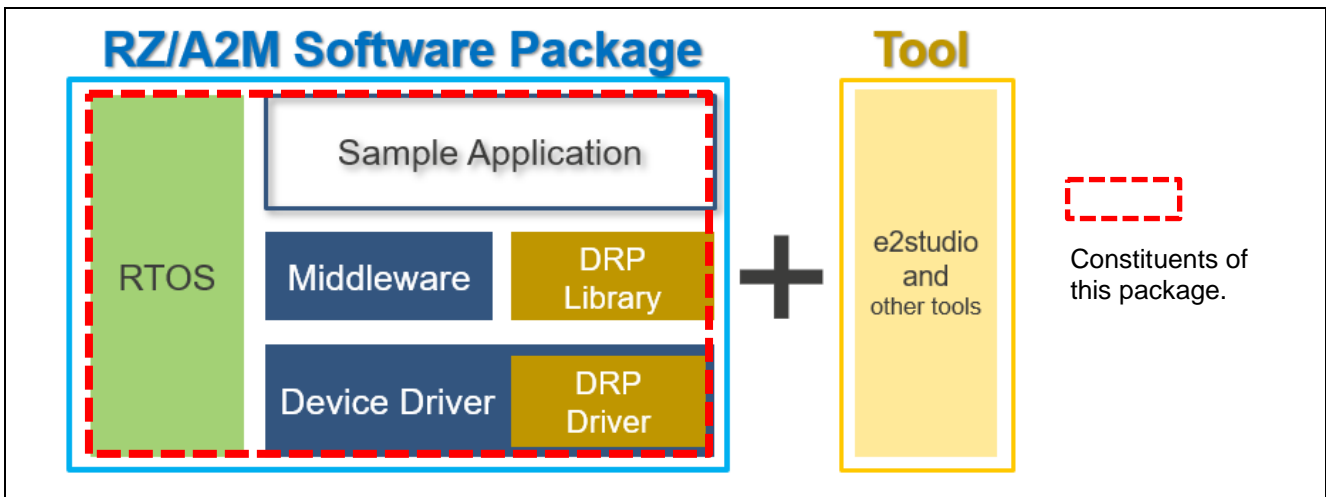 RZ/A2M Software Package
Tool
RTOS
Sample Application
Middleware
DRP
Library
Device Driver
DRP
Driver
e2studio
and
other tools
Constituents of
this package.